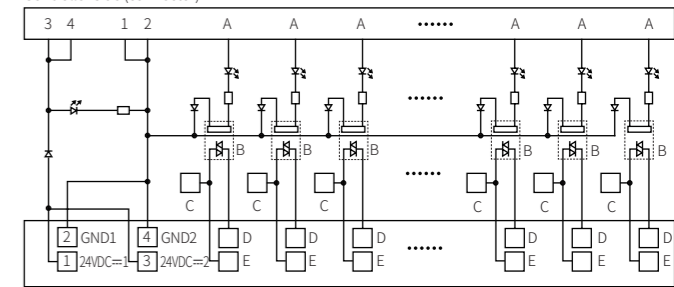 3 4 1 2 A A A ...... A A A
......
B B B B B B
......
C C C C C C
2 GND1 4 GND2 D D D D D D
......
1 24VDC═1 3 24VDC═2 E E E E E E